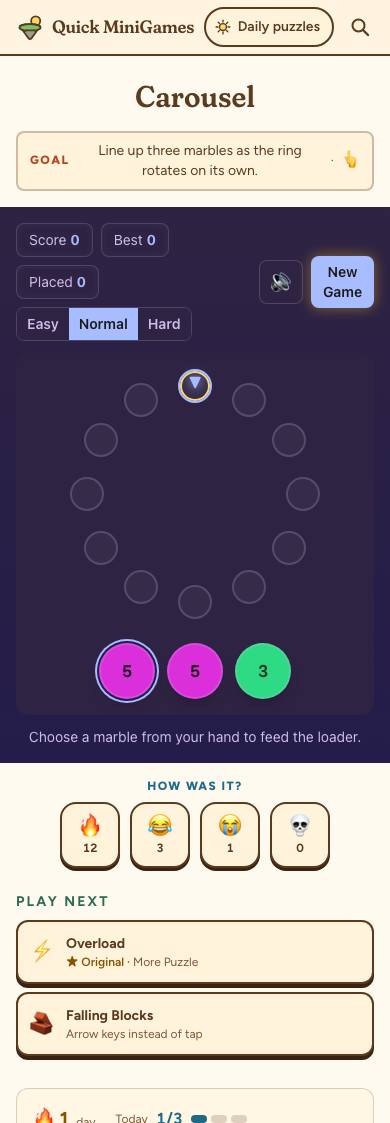 Quick MiniGames
Daily puzzles
Carousel
GOAL
Line up three marbles as the ring
rotates on its own.
Score 0
Best 0
Placed 0
New
Game
Easy
Normal
Hard
5
5
3
Choose a marble from your hand to feed the loader.
HOW WAS IT?
12
3
1
0
PLAY NEXT
Overload
★ Original · More Puzzle
Falling Blocks
Arrow keys instead of tap
1 day
Today 1/3